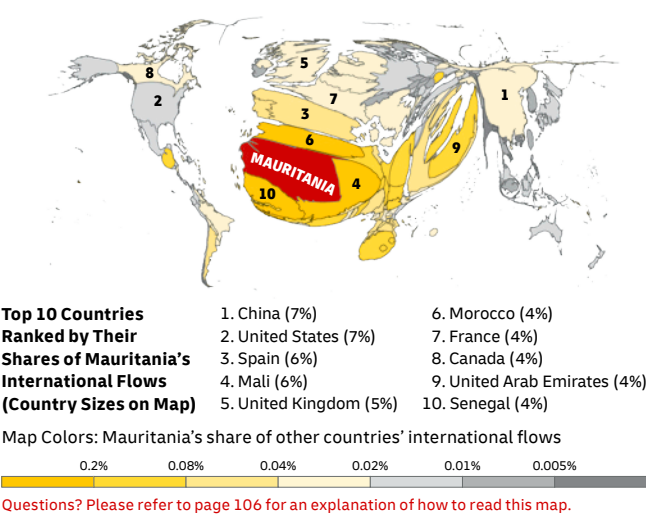 5
8
1
2
7
3
6
9
MAURITANIA
4
10
Top 10 Countries
Ranked by Their
Shares of Mauritania's
International Flows
(Country Sizes on Map)
1. China (7%)
2. United States (7%)
3. Spain (6%)
4. Mali (6%)
5. United Kingdom (5%)
6. Morocco (4%)
7. France (4%)
8. Canada (4%)
9. United Arab Emirates (4%)
10. Senegal (4%)
Map Colors: Mauritania's share of other countries' international flows
0.2% 0.08% 0.04% 0.02% 0.01% 0.005%
Questions? Please refer to page 106 for an explanation of how to read this map.